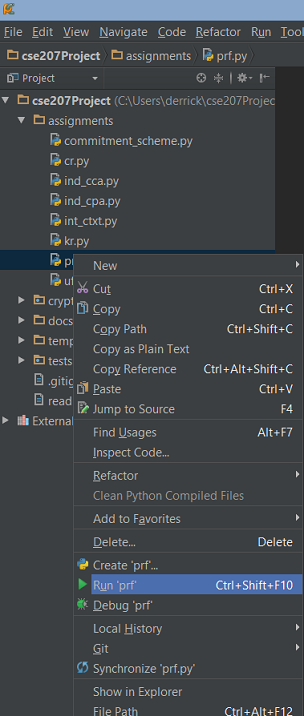 File Edit View Navigate Code Refactor Run Tools
cse207Project assignments prf.py
Project
cse207Project (C:\Users\derrick\cse207Projec
assignments
commitment_scheme.py
cr.py
ind_cca.py
ind_cpa.py
int_ctxt.py
kr.py
New
Cut Ctrl+X
Copy Ctrl+C
Copy Path Ctrl+Shift+C
Copy as Plain Text
Copy Reference Ctrl+Alt+Shift+C
Paste Ctrl+V
Jump to Source F4
Find Usages Alt+F7
Inspect Code...
Refactor
Clean Python Compiled Files
Add to Favorites
Delete... Delete
Create 'prf'...
Run 'prf' Ctrl+Shift+F10
Debug 'prf'
Local History
Git
Synchronize 'prf.py'
Show in Explorer
File Path Ctrl+Alt+F12
crypt
docs
temp
tests
.gitig
read
External